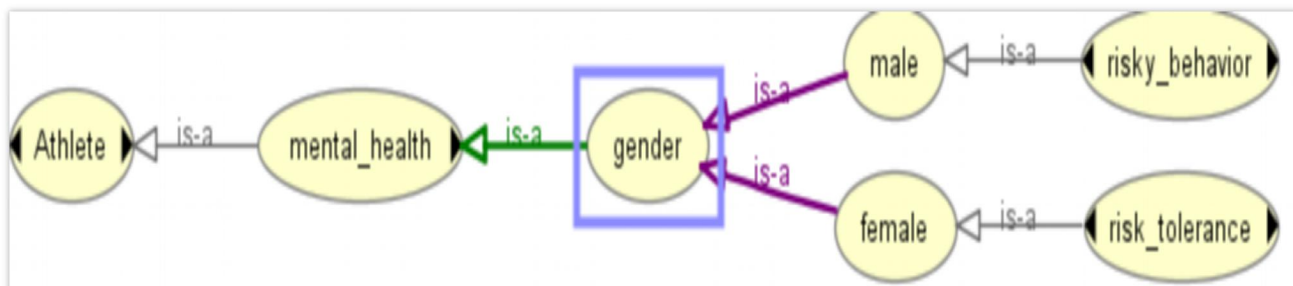 Athlete
is-a
mental_health
is-a
gender
is-a
male
is-a
risky_behavior
is-a
female
is-a
risk_tolerance